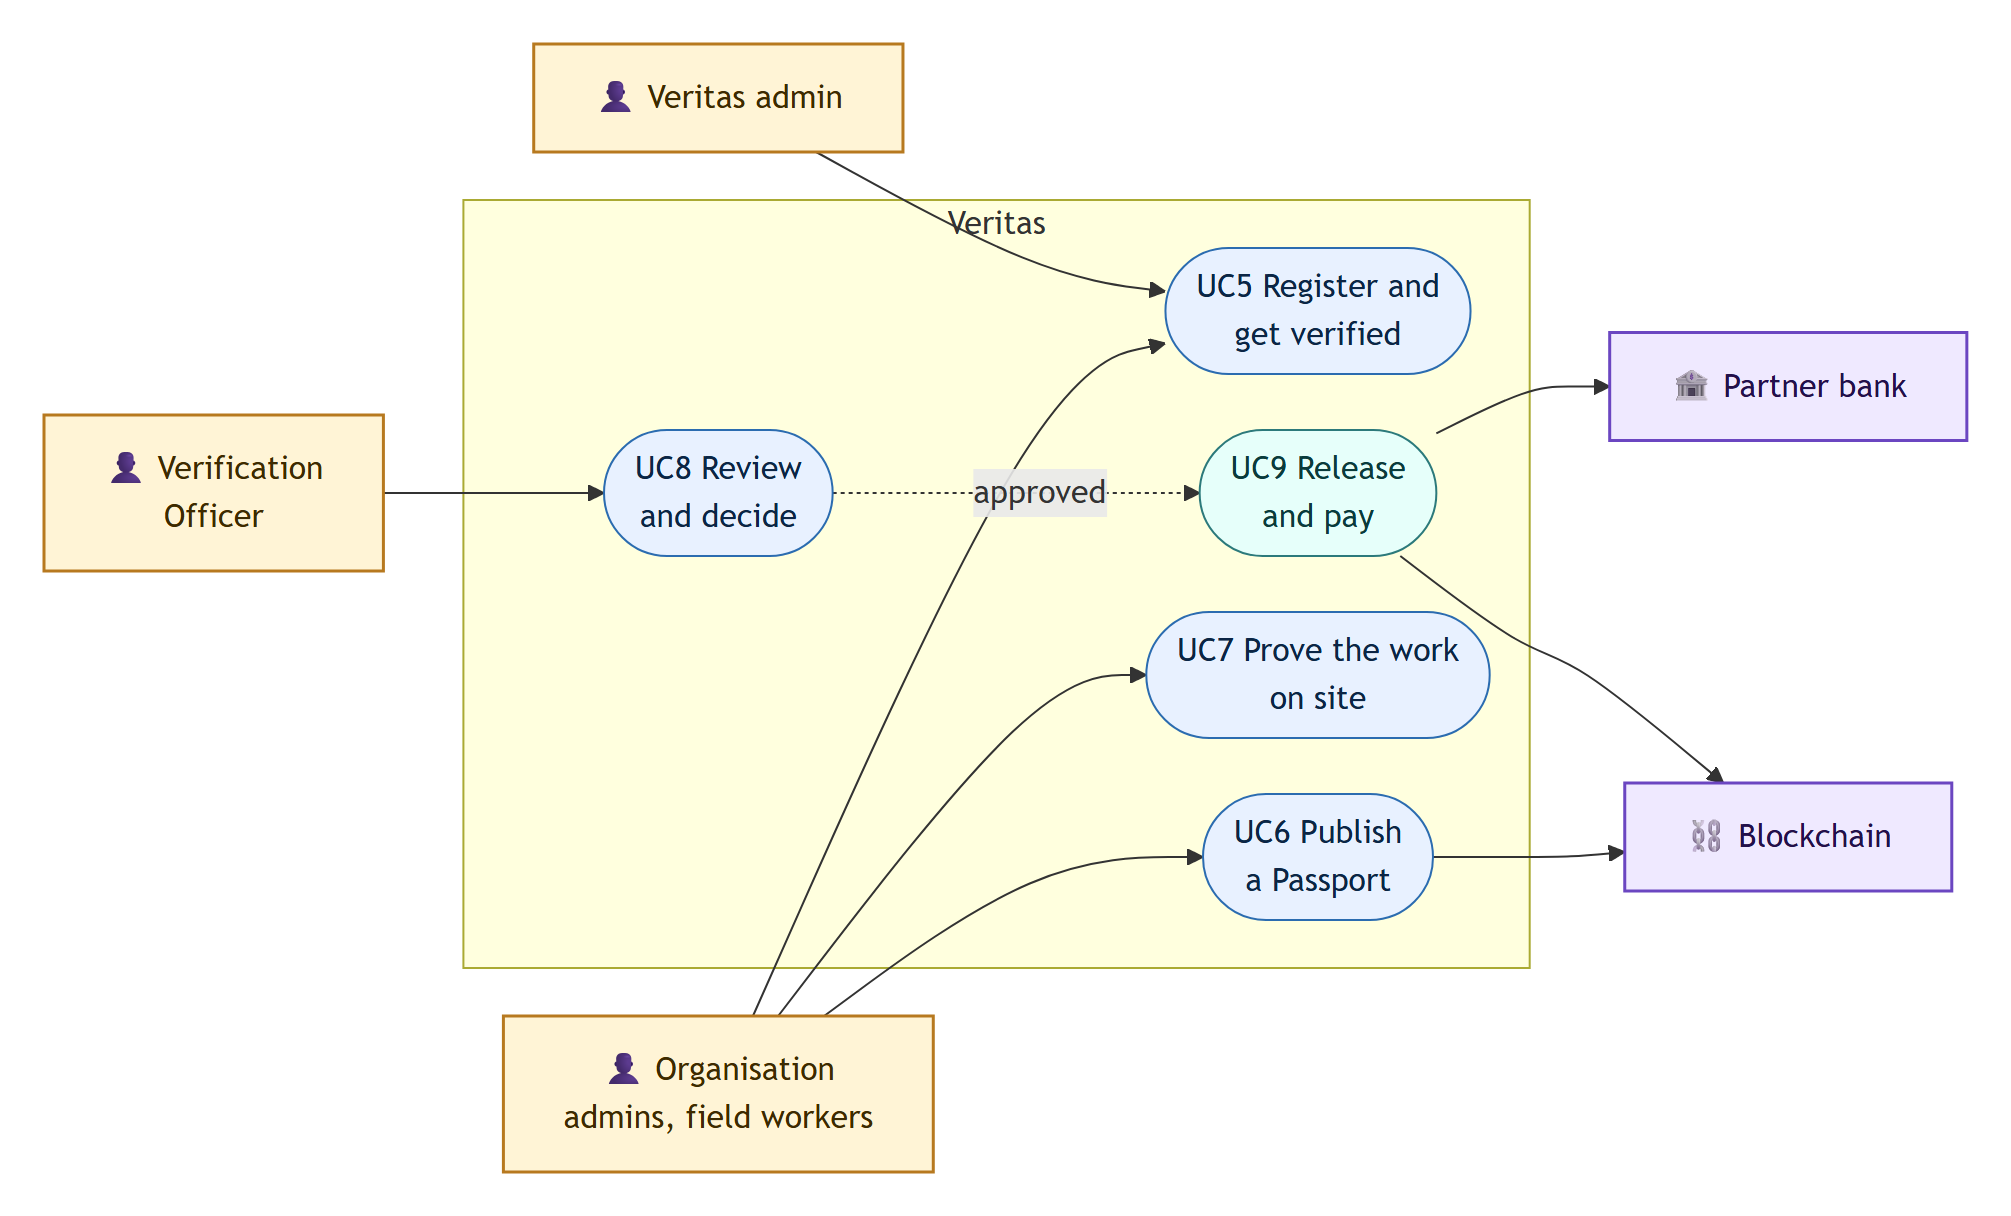 Veritas admin
Veritas
UC5 Register and
get verified
Partner bank
Verification
Officer
UC8 Review
and decide
approved
UC9 Release
and pay
UC7 Prove the work
on site
UC6 Publish
a Passport
Blockchain
Organisation
admins, field workers